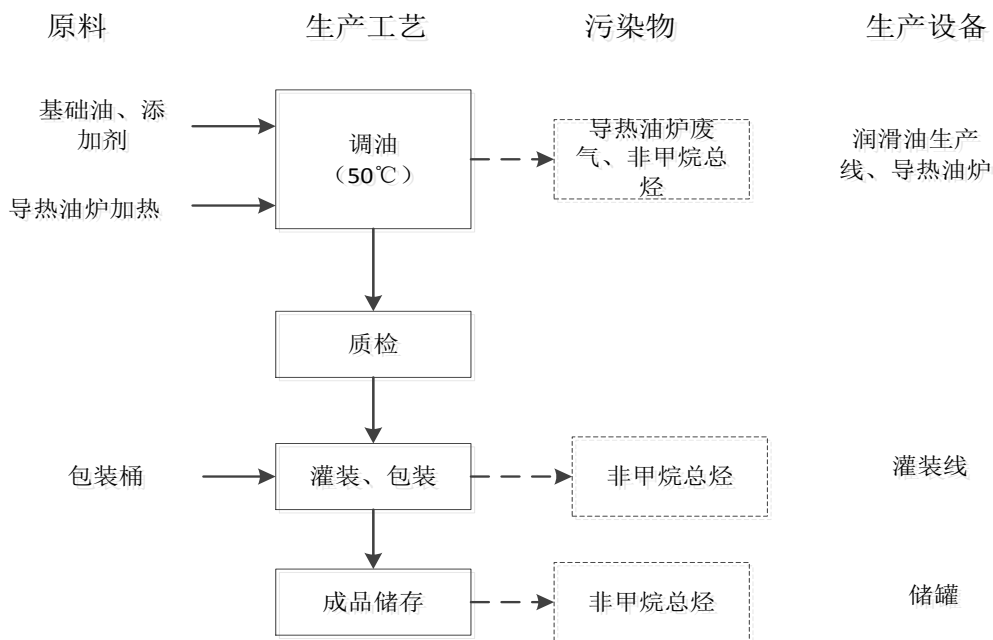 原料
生产工艺
污染物
生产设备
基础油、添
加剂
导热油炉加热
调油
（50℃）
导热油炉废
气、非甲烷总
烃
润滑油生产
线、导热油炉
质检
包装桶
灌装、包装
非甲烷总烃
灌装线
成品储存
非甲烷总烃
储罐